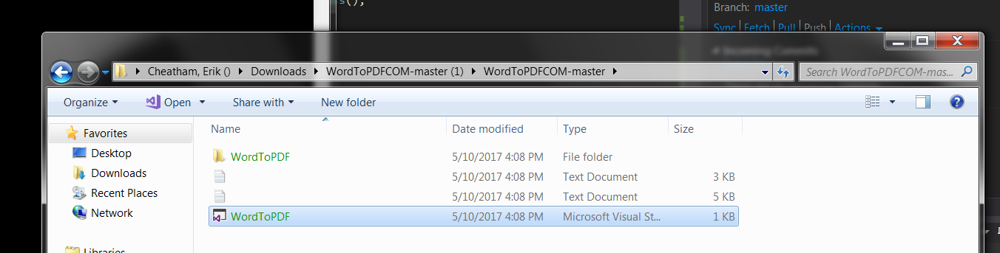 s();
Branch: master
Sync Fetch Pull Push Actions
Incoming Commits
Cheatham, Erik () Downloads WordToPDFCOM-master (1) WordToPDFCOM-master Search WordToPDFCOM-mas...
Organize Open Share with New folder
Favorites
Desktop
Downloads
Recent Places
Network
Libraries
Name Date modified Type Size
WordToPDF 5/10/2017 4:08 PM File folder
5/10/2017 4:08 PM Text Document 3 KB
5/10/2017 4:08 PM Text Document 5 KB
WordToPDF 5/10/2017 4:08 PM Microsoft Visual St... 1 KB